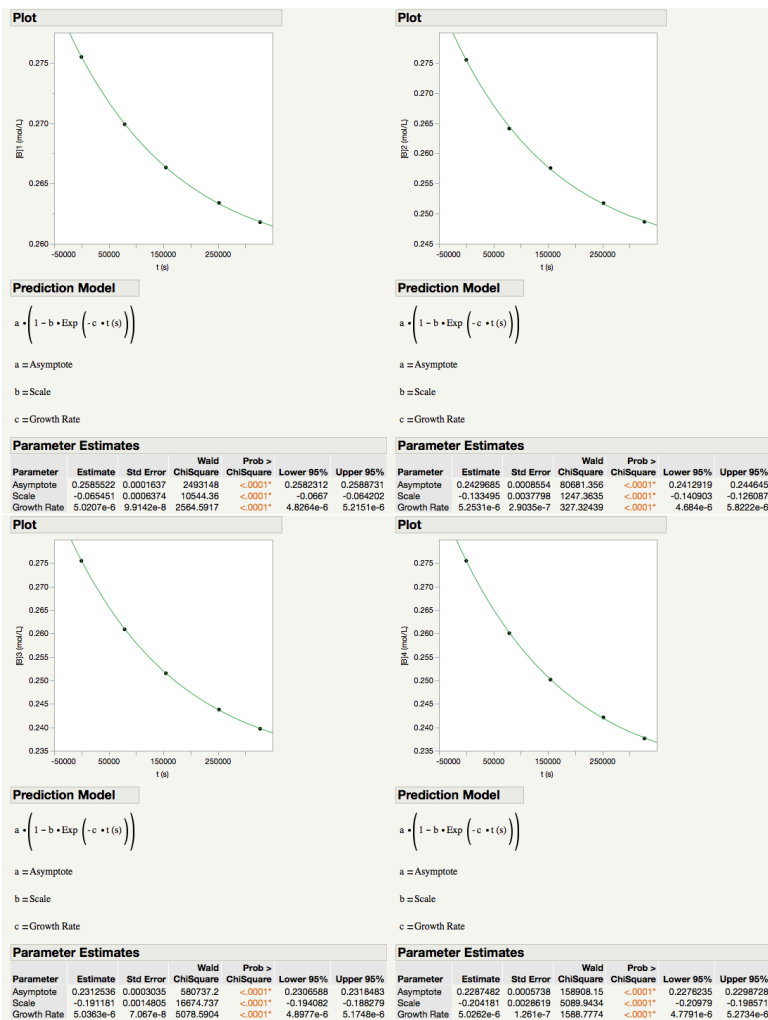 Plot
0.275
0.270
0.265
0.260
[B]1 (mol/L)
-50000 50000 150000 250000
t (s)
Prediction Model
a • (1 - b • Exp (-c • t (s)))
a = Asymptote
b = Scale
c = Growth Rate
Parameter Estimates
Wald Prob >
Parameter Estimate Std Error ChiSquare ChiSquare Lower 95% Upper 95%
Asymptote 0.2585522 0.0001637 2493148 <.0001* 0.2582312 0.2588731
Scale -0.065451 0.0006374 10544.36 <.0001* -0.0667 -0.064202
Growth Rate 5.0207e-6 9.9142e-8 2564.5917 <.0001* 4.8264e-6 5.2151e-6
Plot
0.275
0.270
0.265
0.260
0.255
0.250
0.245
[B]2 (mol/L)
-50000 50000 150000 250000
t (s)
Prediction Model
a • (1 - b • Exp (-c • t (s)))
a = Asymptote
b = Scale
c = Growth Rate
Parameter Estimates
Wald Prob >
Parameter Estimate Std Error ChiSquare ChiSquare Lower 95% Upper 95%
Asymptote 0.2429685 0.0008554 80681.356 <.0001* 0.2412919 0.244645
Scale -0.133495 0.0037798 1247.3635 <.0001* -0.140903 -0.126087
Growth Rate 5.2531e-6 2.9035e-7 327.32439 <.0001* 4.684e-6 5.8222e-6
Plot
0.275
0.270
0.265
0.260
0.255
0.250
0.245
0.240
0.235
[B]3 (mol/L)
-50000 50000 150000 250000
t (s)
Prediction Model
a • (1 - b • Exp (-c • t (s)))
a = Asymptote
b = Scale
c = Growth Rate
Parameter Estimates
Wald Prob >
Parameter Estimate Std Error ChiSquare ChiSquare Lower 95% Upper 95%
Asymptote 0.2312536 0.0003035 580737.2 <.0001* 0.2306588 0.2318483
Scale -0.191181 0.0014805 16674.737 <.0001* -0.194082 -0.188279
Growth Rate 5.0363e-6 7.067e-8 5078.5904 <.0001* 4.8977e-6 5.1748e-6
Plot
0.275
0.270
0.265
0.260
0.255
0.250
0.245
0.240
0.235
[B]4 (mol/L)
-50000 50000 150000 250000
t (s)
Prediction Model
a • (1 - b • Exp (-c • t (s)))
a = Asymptote
b = Scale
c = Growth Rate
Parameter Estimates
Wald Prob >
Parameter Estimate Std Error ChiSquare ChiSquare Lower 95% Upper 95%
Asymptote 0.2287482 0.0005738 158908.15 <.0001* 0.2276235 0.2298728
Scale -0.204181 0.0028619 5089.9434 <.0001* -0.20979 -0.198571
Growth Rate 5.0262e-6 1.261e-7 1588.7774 <.0001* 4.7791e-6 5.2734e-6